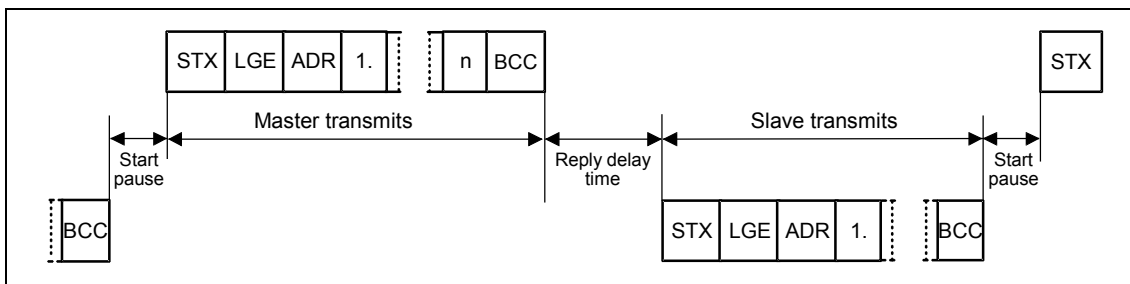 STX LGE ADR 1. n BCC STX
Master transmits Slave transmits
Start pause Reply delay time Start pause
BCC STX LGE ADR 1. BCC